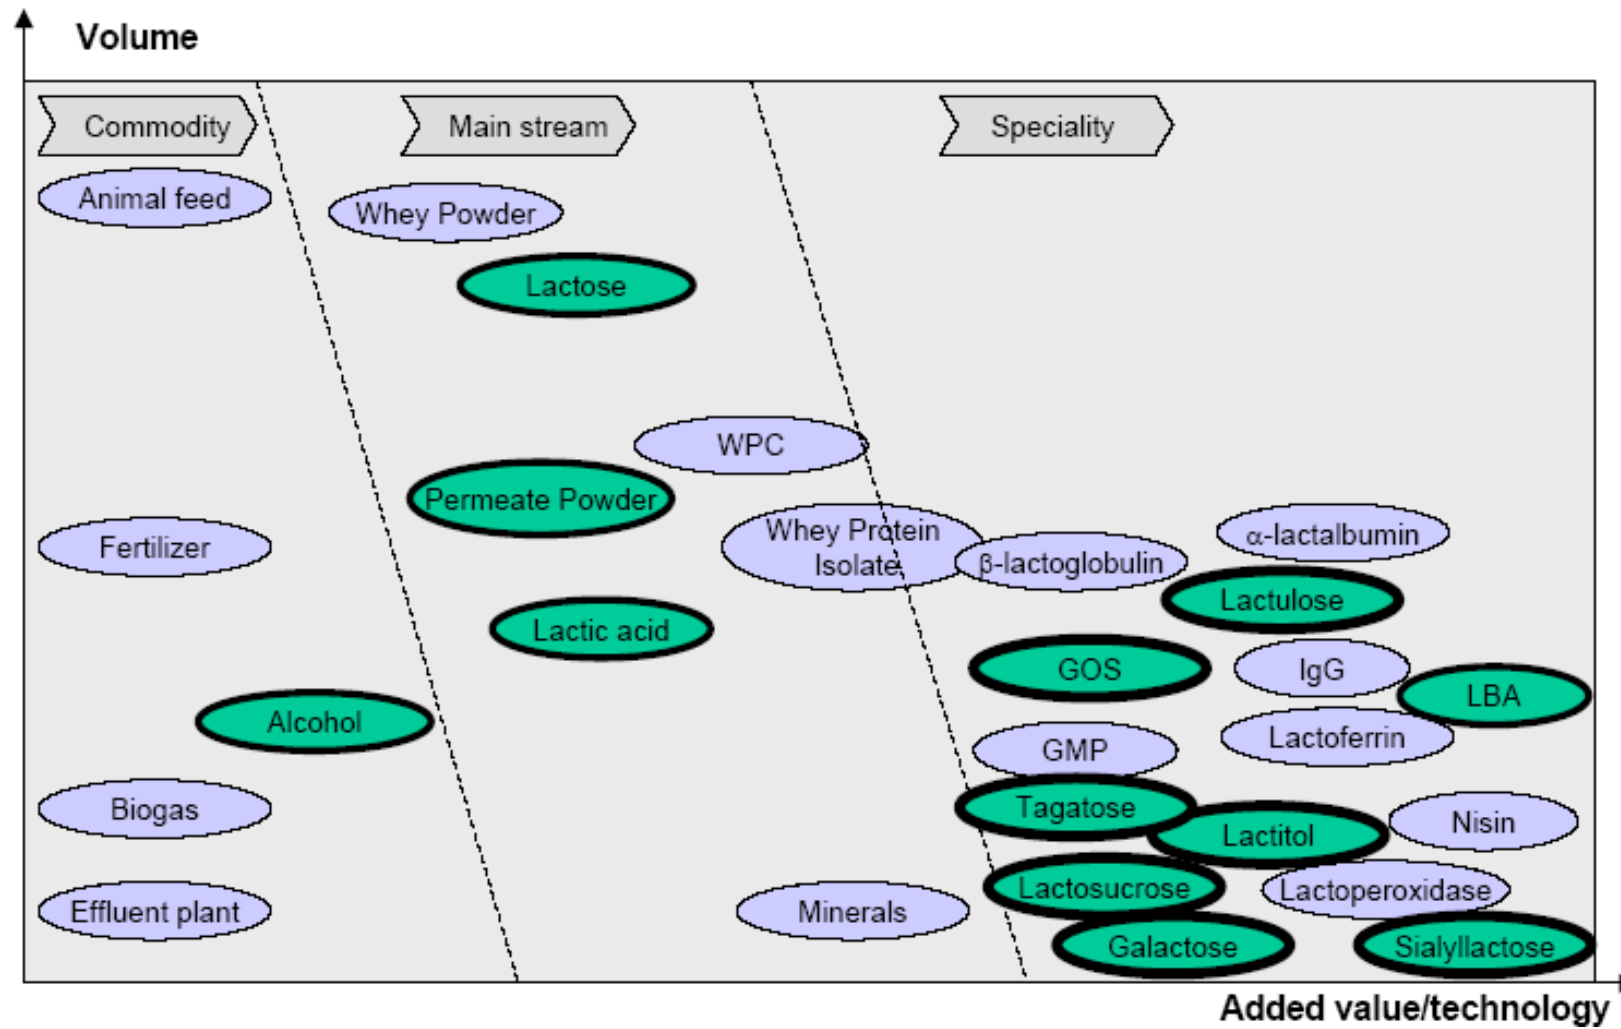 Volume
Commodity
Main stream
Speciality
Animal feed
Whey Powder
Lactose
WPC
Permeate Powder
Whey Protein
Isolate
α-lactalbumin
Fertilizer
β-lactoglobulin
Lactulose
Lactic acid
GOS
IgG
LBA
Alcohol
Lactoferrin
GMP
Biogas
Tagatose
Nisin
Lactitol
Lactosucrose
Lactoperoxidase
Effluent plant
Minerals
Galactose
Sialyllactose
Added value/technology